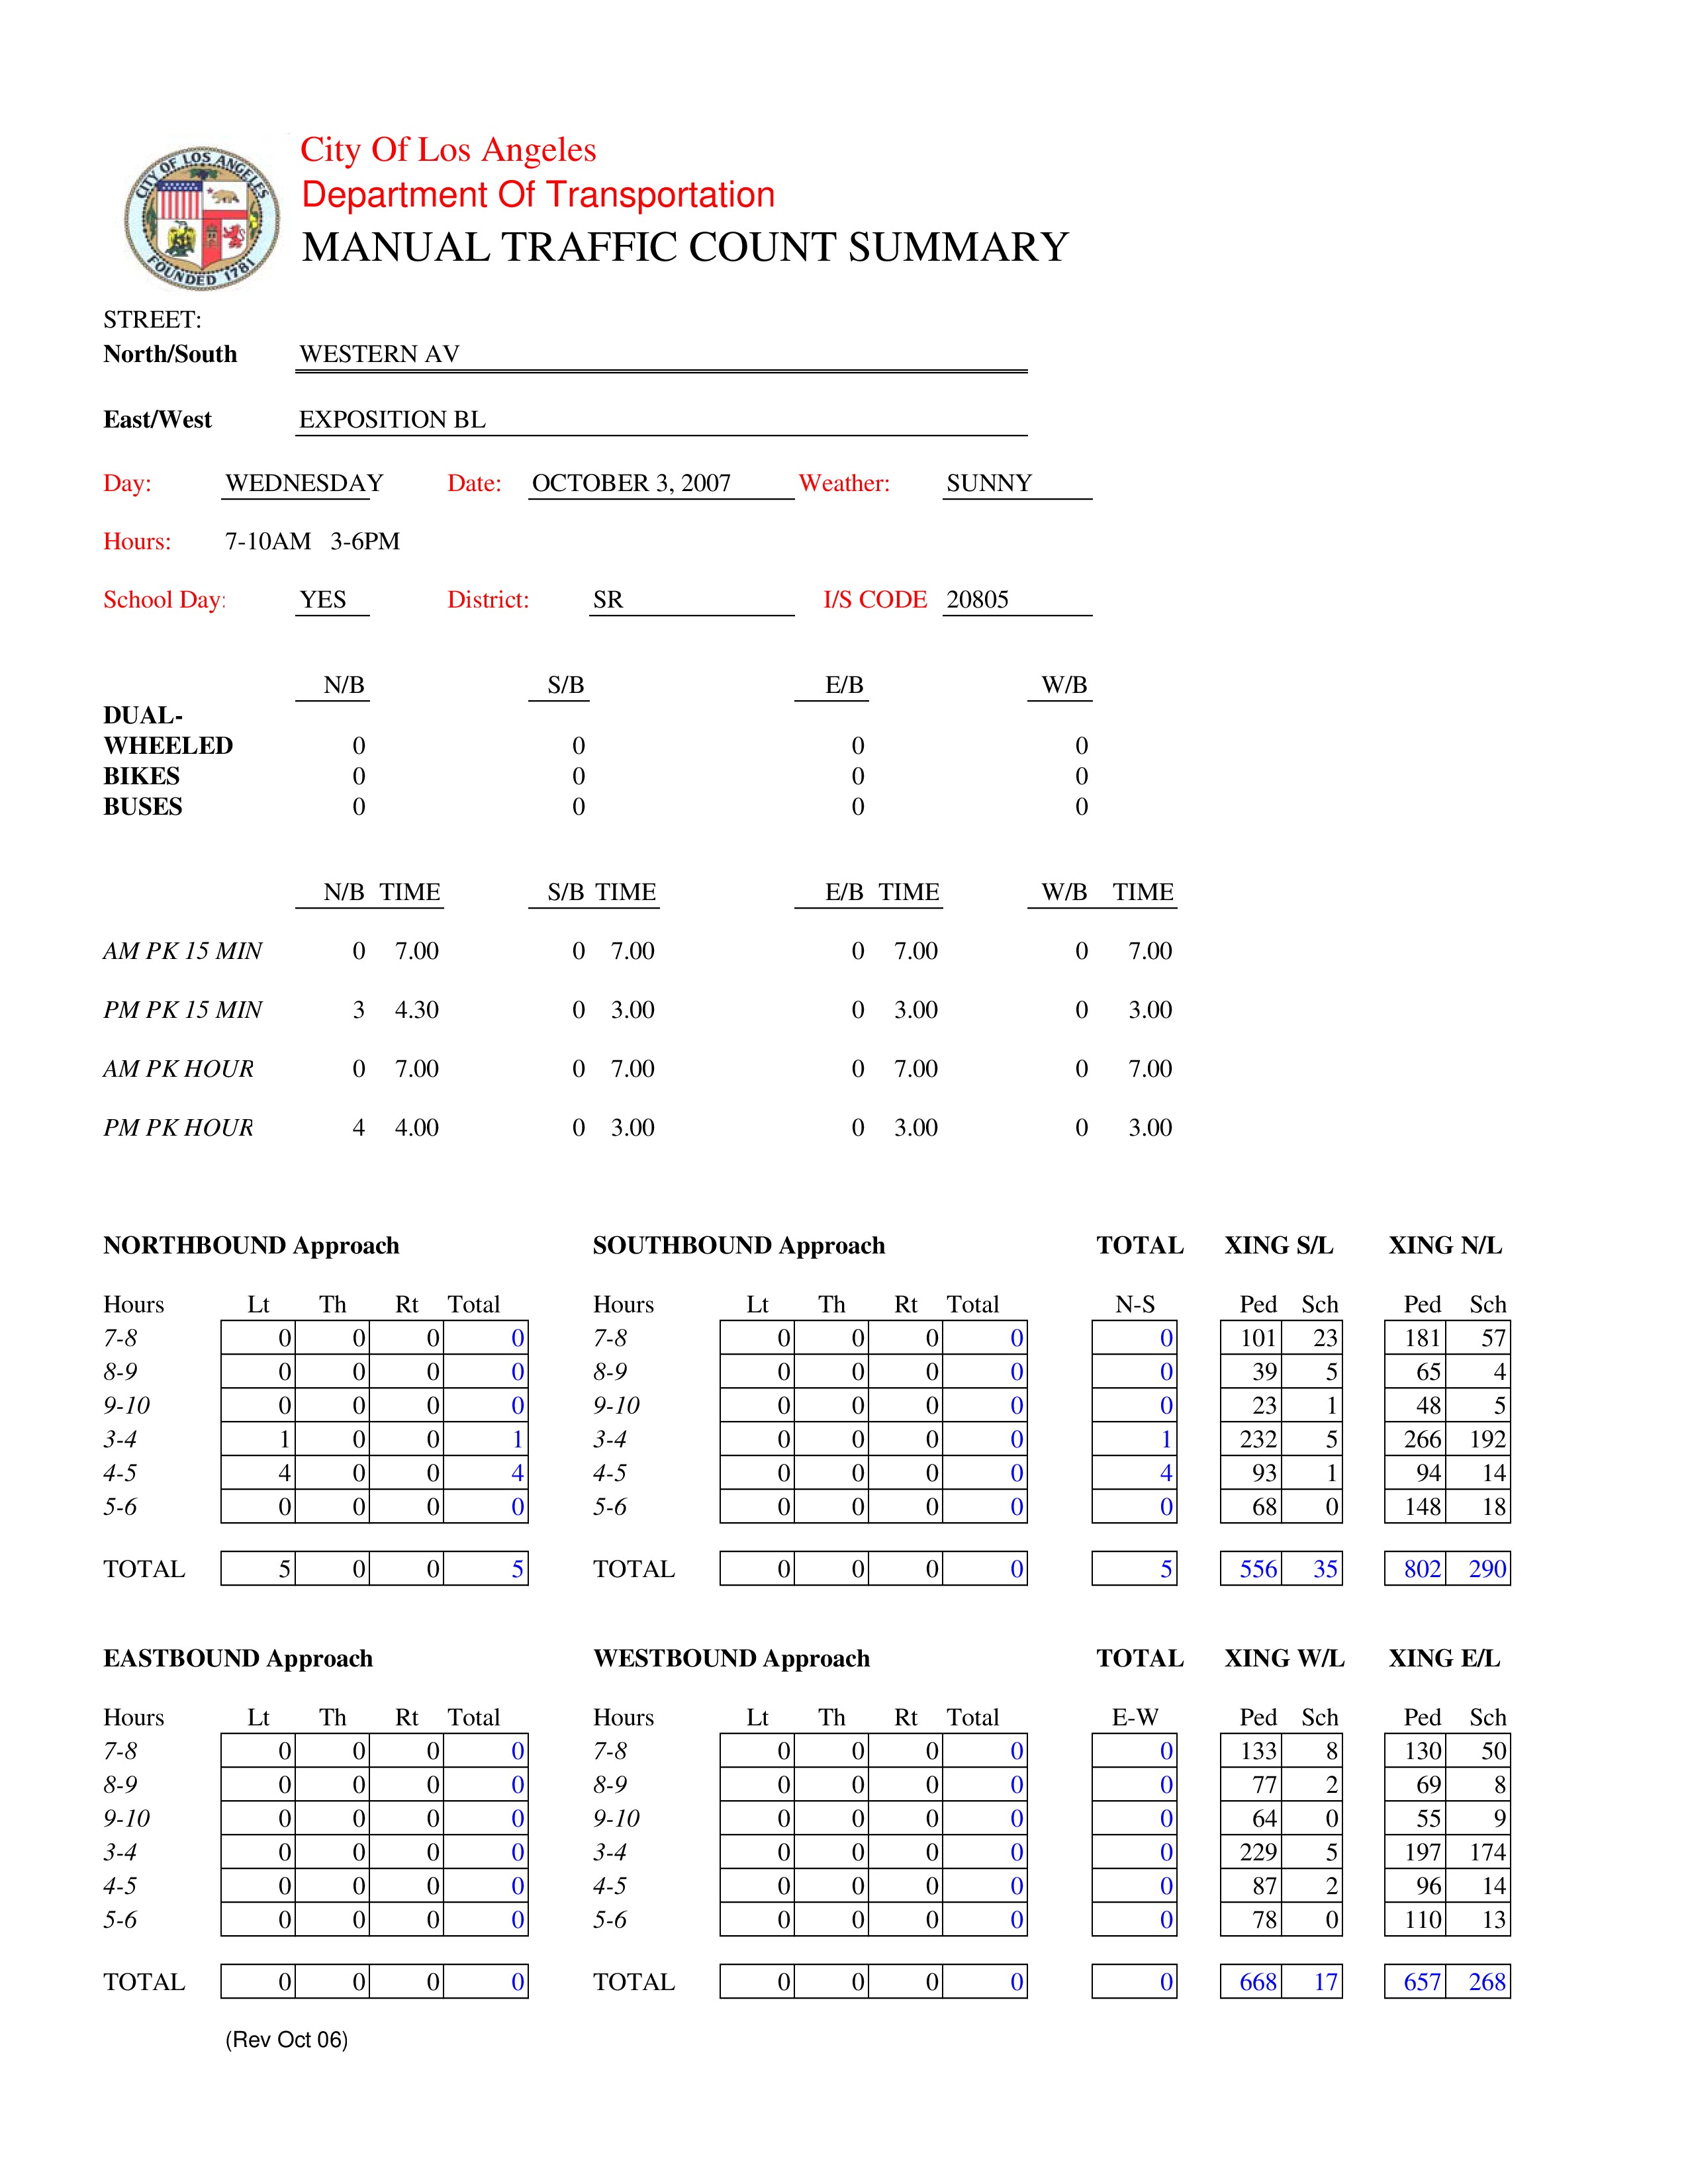 CITY OF LOS ANGELES
FOUNDED 1781
City Of Los Angeles
Department Of Transportation
MANUAL TRAFFIC COUNT SUMMARY
STREET:
North/South WESTERN AV
East/West EXPOSITION BL
Day: WEDNESDAY Date: OCTOBER 3, 2007 Weather: SUNNY
Hours: 7-10AM 3-6PM
School Day: YES District: SR I/S CODE 20805
N/B S/B E/B W/B
DUAL-
WHEELED 0 0 0 0
BIKES 0 0 0 0
BUSES 0 0 0 0
N/B TIME S/B TIME E/B TIME W/B TIME
AM PK 15 MIN 0 7.00 0 7.00 0 7.00 0 7.00
PM PK 15 MIN 3 4.30 0 3.00 0 3.00 0 3.00
AM PK HOUR 0 7.00 0 7.00 0 7.00 0 7.00
PM PK HOUR 4 4.00 0 3.00 0 3.00 0 3.00
NORTHBOUND Approach SOUTHBOUND Approach TOTAL XING S/L XING N/L
Hours Lt Th Rt Total Hours Lt Th Rt Total N-S Ped Sch Ped Sch
7-8 0 0 0 0 7-8 0 0 0 0 0 101 23 181 57
8-9 0 0 0 0 8-9 0 0 0 0 0 39 5 65 4
9-10 0 0 0 0 9-10 0 0 0 0 0 23 1 48 5
3-4 1 0 0 1 3-4 0 0 0 0 1 232 5 266 192
4-5 4 0 0 4 4-5 0 0 0 0 4 93 1 94 14
5-6 0 0 0 0 5-6 0 0 0 0 0 68 0 148 18
TOTAL 5 0 0 5 TOTAL 0 0 0 0 5 556 35 802 290
EASTBOUND Approach WESTBOUND Approach TOTAL XING W/L XING E/L
Hours Lt Th Rt Total Hours Lt Th Rt Total E-W Ped Sch Ped Sch
7-8 0 0 0 0 7-8 0 0 0 0 0 133 8 130 50
8-9 0 0 0 0 8-9 0 0 0 0 0 77 2 69 8
9-10 0 0 0 0 9-10 0 0 0 0 0 64 0 55 9
3-4 0 0 0 0 3-4 0 0 0 0 0 229 5 197 174
4-5 0 0 0 0 4-5 0 0 0 0 0 87 2 96 14
5-6 0 0 0 0 5-6 0 0 0 0 0 78 0 110 13
TOTAL 0 0 0 0 TOTAL 0 0 0 0 0 668 17 657 268
(Rev Oct 06)